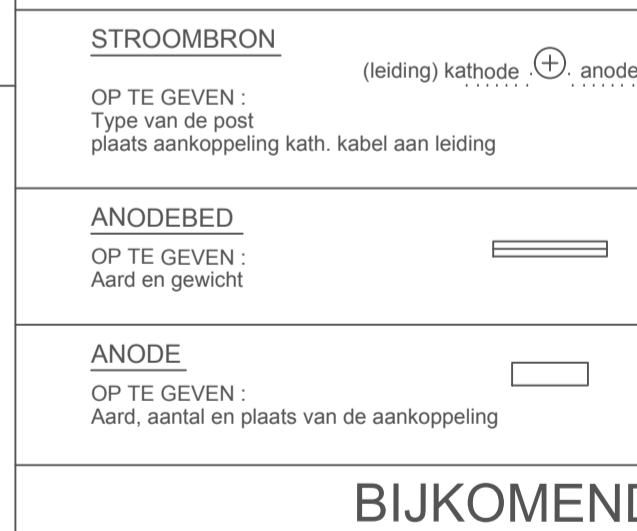 STROOMBRON
(leiding) kathode anode
OP TE GEVEN :
Type van de post
plaats aankoppeling kath. kabel aan leiding
ANODEBED
OP TE GEVEN :
Aard en gewicht
ANODE
OP TE GEVEN :
Aard, aantal en plaats van de aankoppeling
BIJKOMEND